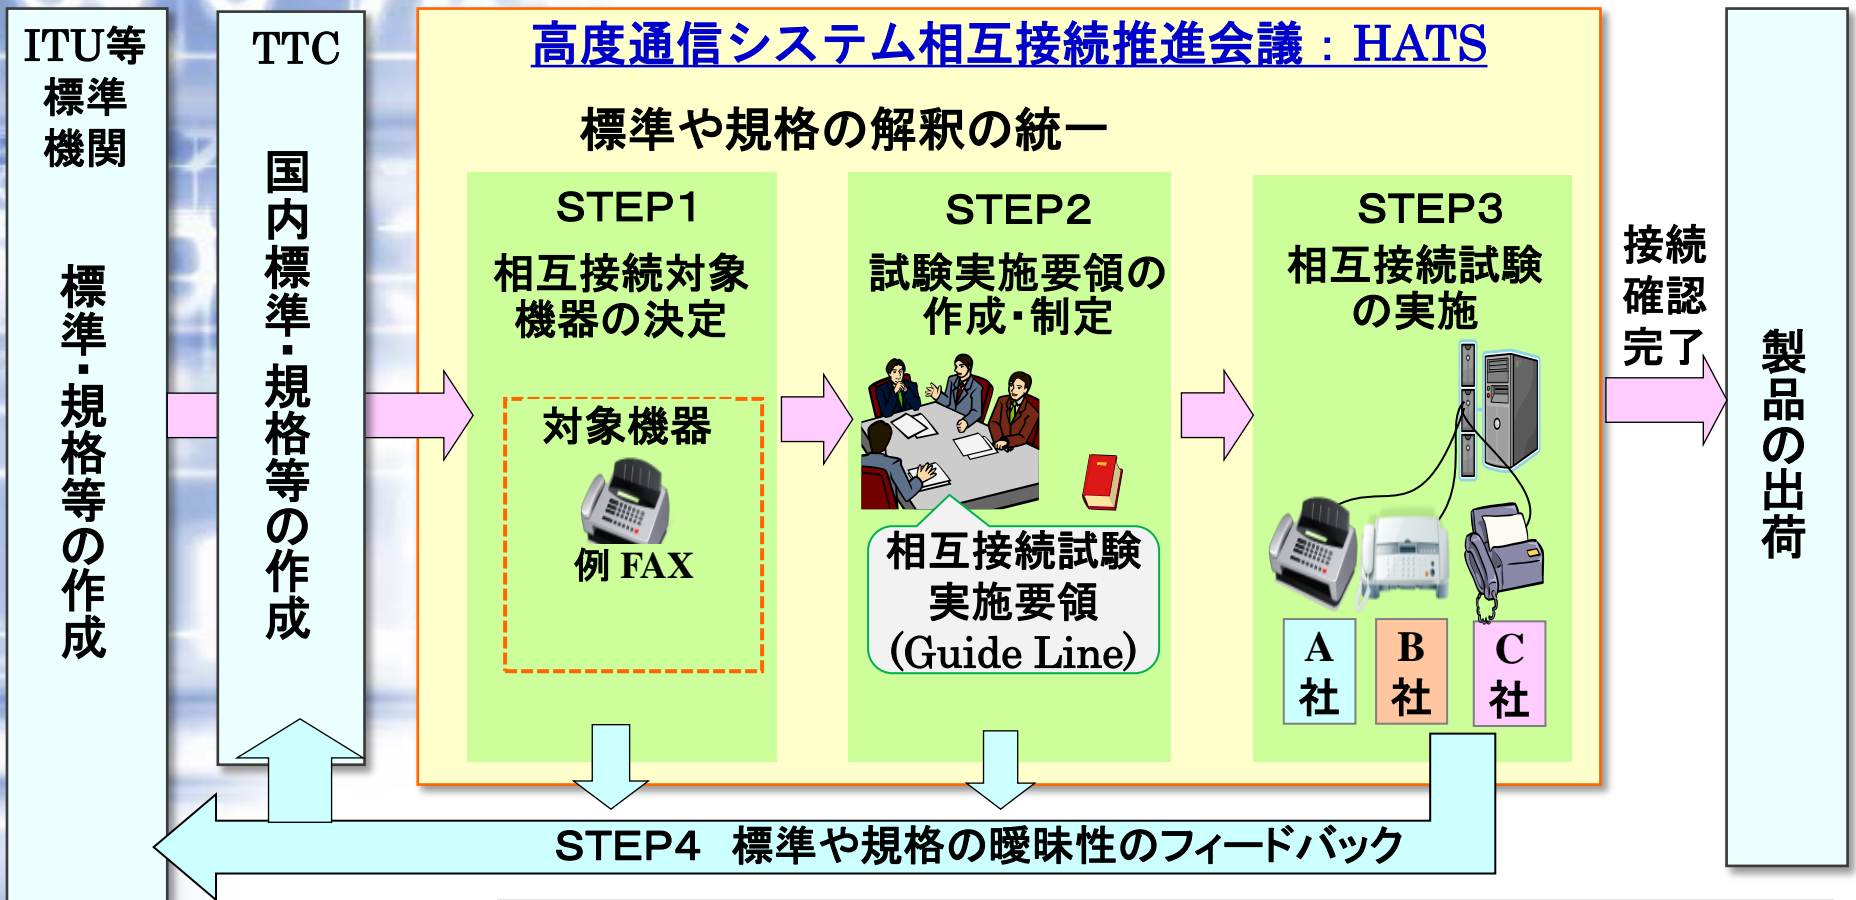 ITU等
標準
機関
標準・規格等の作成
TTC
国内標準・規格等の作成
高度通信システム相互接続推進会議：HATS
標準や規格の解釈の統一
STEP1
相互接続対象
機器の決定
対象機器
例 FAX
STEP2
試験実施要領の
作成・制定
相互接続試験
実施要領
(Guide Line)
STEP3
相互接続試験
の実施
A
社
B
社
C
社
接続
確認
完了
製品の出荷
STEP4　標準や規格の曖昧性のフィードバック